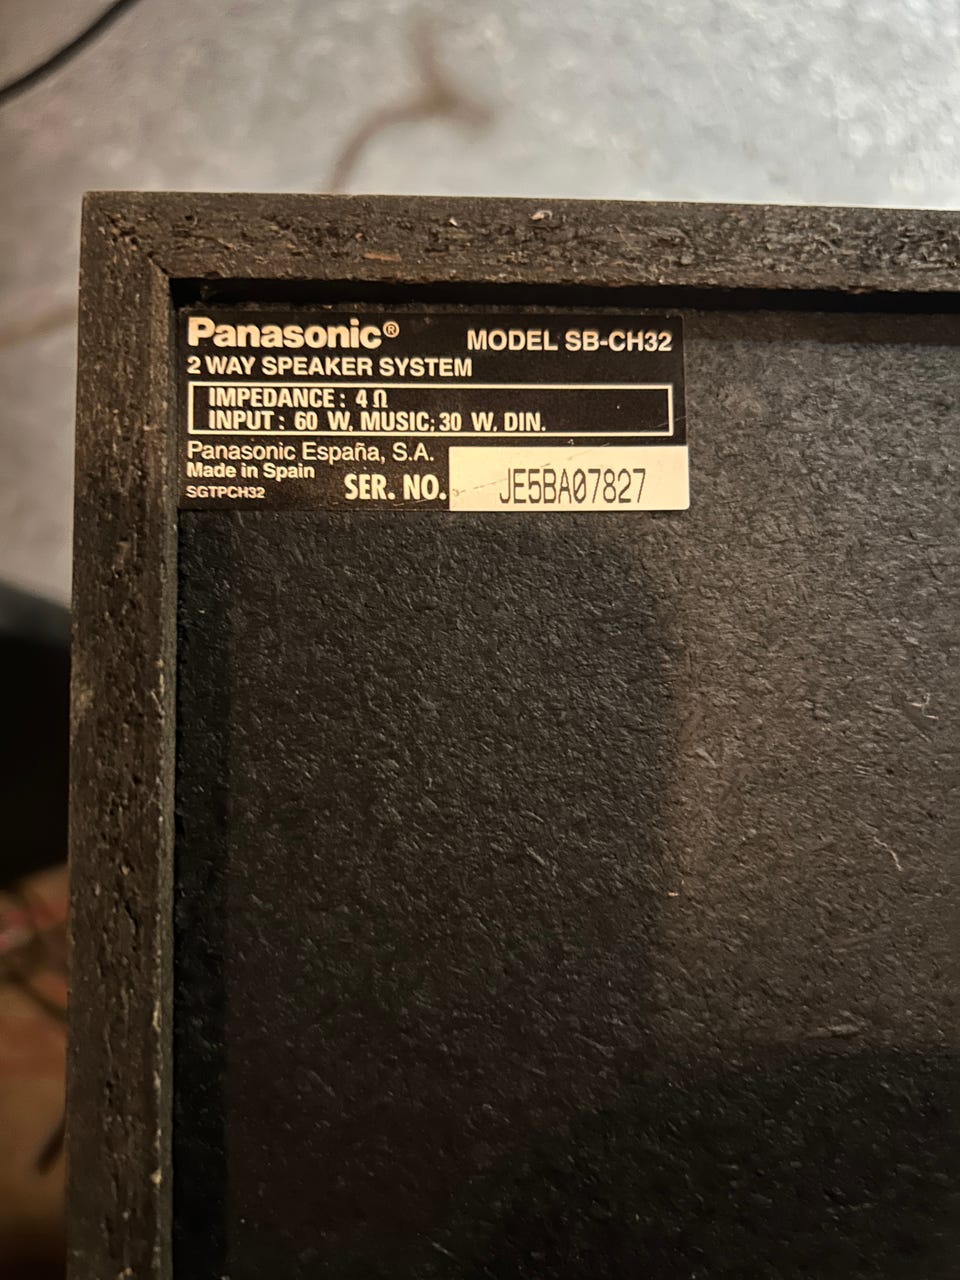 Panasonic® MODEL SB-CH32
2 WAY SPEAKER SYSTEM
IMPEDANCE : 4 Ω
INPUT : 60 W, MUSIC; 30 W. DIN.
Panasonic España, S.A.
Made in Spain
SGTPCH32 SER. NO. JE5BA07827